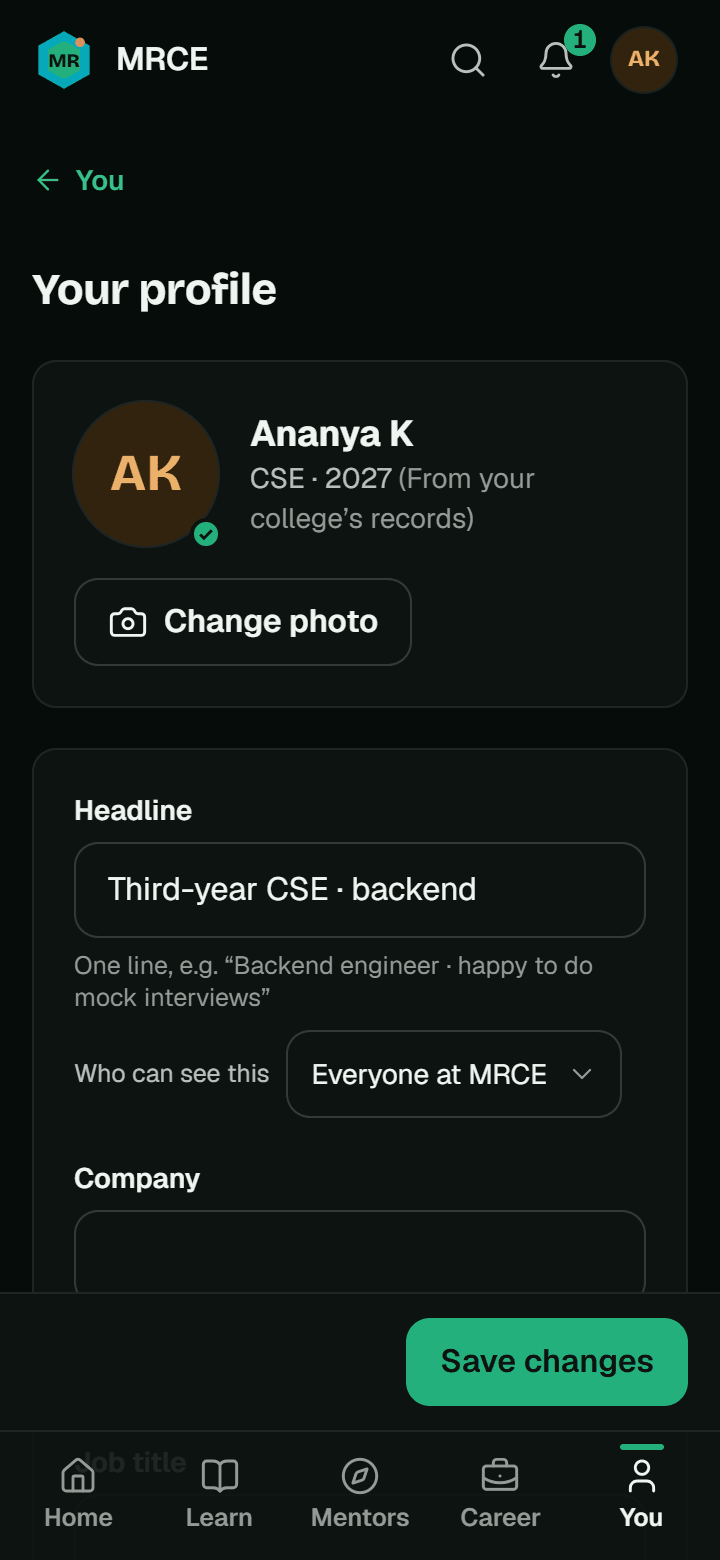 MR
MRCE
1
AK
You
Your profile
AK
Ananya K
CSE · 2027 (From your
college’s records)
Change photo
Headline
Third-year CSE · backend
One line, e.g. “Backend engineer · happy to do
mock interviews”
Who can see this
Everyone at MRCE
Company
Save changes
Job title
Home
Learn
Mentors
Career
You